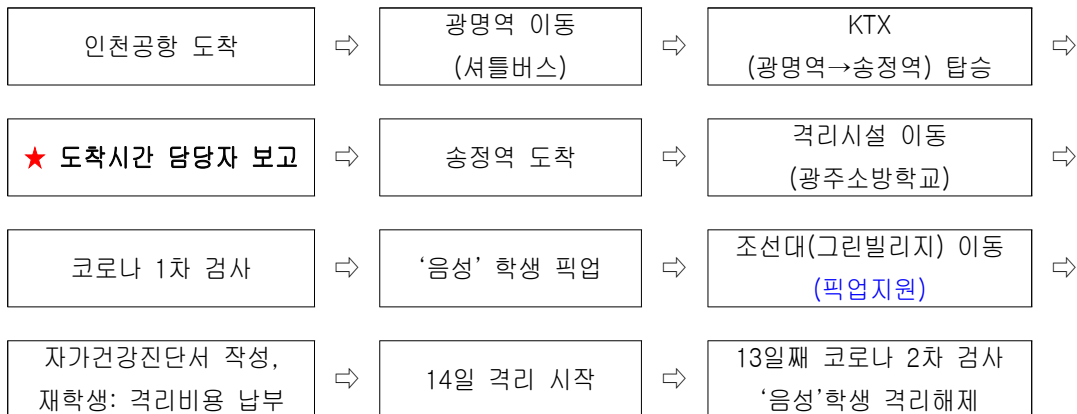 인천공항 도착 ⇨ 광명역 이동
(셔틀버스) ⇨ KTX
(광명역→송정역) 탑승 ⇨
★ 도착시간 담당자 보고 ⇨ 송정역 도착 ⇨ 격리시설 이동
(광주소방학교) ⇨
코로나 1차 검사 ⇨ ‘음성’ 학생 픽업 ⇨ 조선대(그린빌리지) 이동
(픽업지원) ⇨
자가건강진단서 작성,
재학생: 격리비용 납부 ⇨ 14일 격리 시작 ⇨ 13일째 코로나 2차 검사
‘음성’학생 격리해제